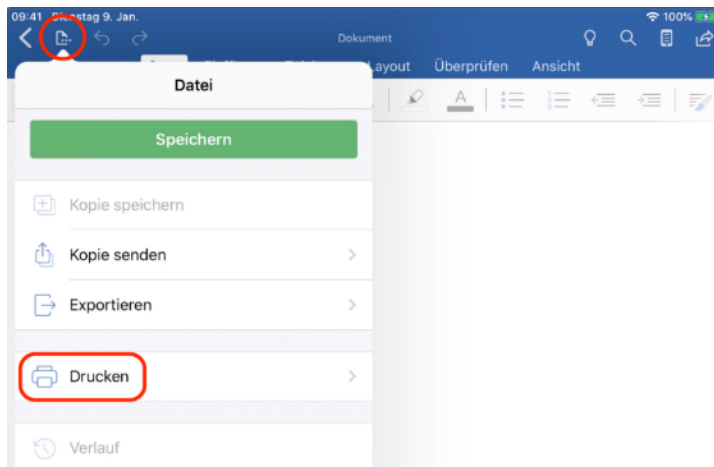 09:41 Dienstag 9. Jan.
100%
Dokument
Layout Überprüfen Ansicht
Datei
A
Speichern
Kopie speichern
Kopie senden
Exportieren
Drucken
Verlauf